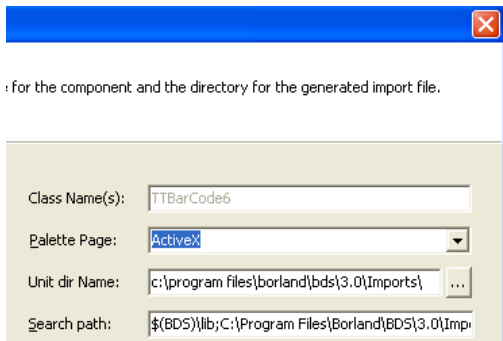 e for the component and the directory for the generated import file.
Class Name(s): TTBarCode6
Palette Page: ActiveX
Unit dir Name: c:\program files\borland\bds\3.0\Imports\ ...
Search path: $(BDS)\lib;C:\Program Files\Borland\BDS\3.0\Imp